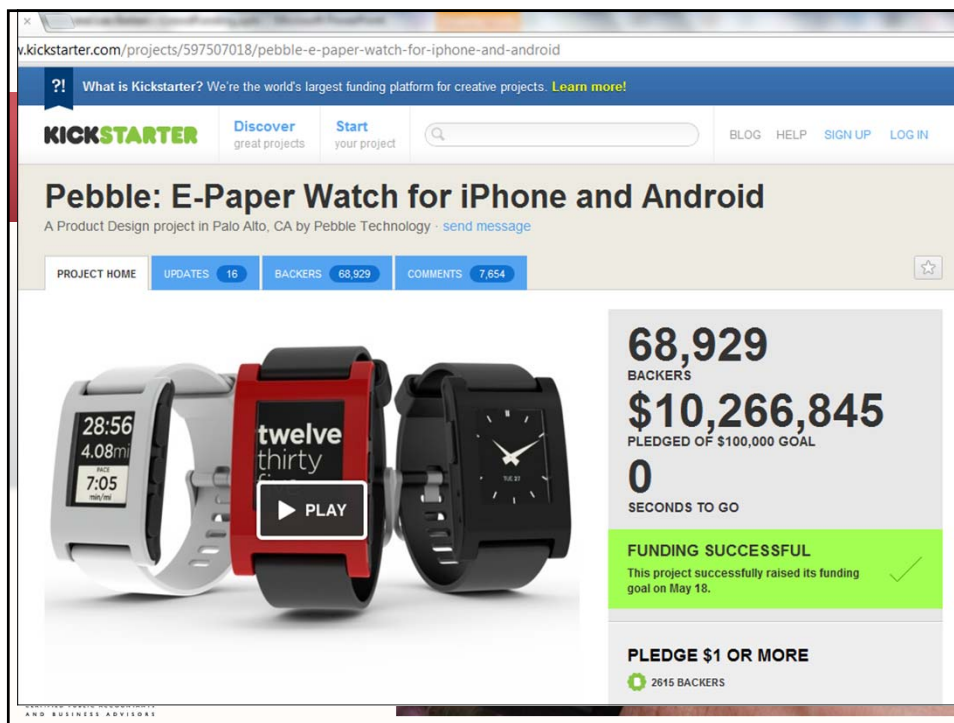 w.kickstarter.com/projects/597507018/pebble-e-paper-watch-for-iphone-and-android
?! What is Kickstarter? We're the world's largest funding platform for creative projects. Learn more!
KICKSTARTER
Discover
great projects
Start
your project
BLOG HELP SIGN UP LOG IN
Pebble: E-Paper Watch for iPhone and Android
A Product Design project in Palo Alto, CA by Pebble Technology · send message
PROJECT HOME UPDATES 16 BACKERS 68,929 COMMENTS 7,654
28:56
4.08mi
PACE
7:05
min/mi
twelve
thirty
PLAY
TUE 27
68,929
BACKERS
$10,266,845
PLEDGED OF $100,000 GOAL
0
SECONDS TO GO
FUNDING SUCCESSFUL
This project successfully raised its funding
goal on May 18.
PLEDGE $1 OR MORE
2615 BACKERS
AND BUSINESS ADVISORS